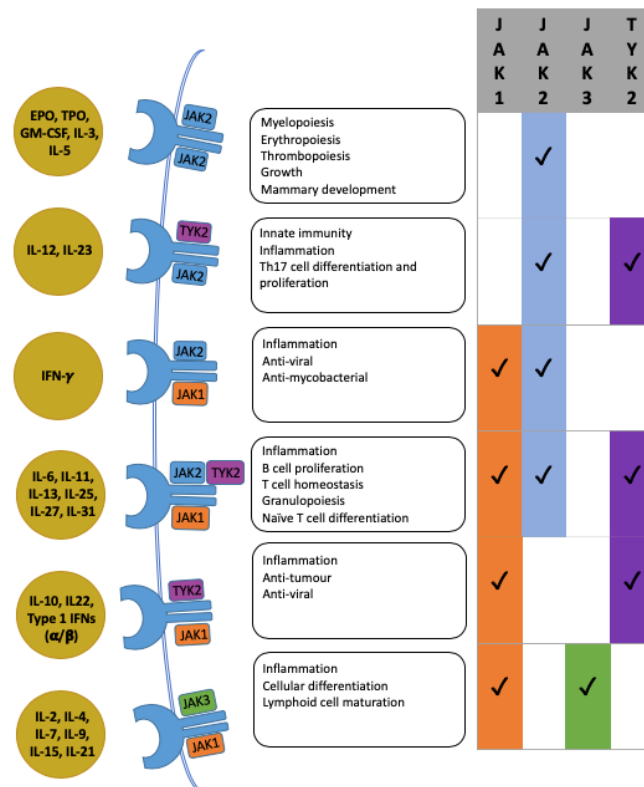 JAK1
JAK2
JAK3
TYK2
EPO, TPO,
GM-CSF, IL-3,
IL-5
JAK2
JAK2
Myelopoiesis
Erythropoiesis
Thrombopoiesis
Growth
Mammary development
✓
IL-12, IL-23
TYK2
JAK2
Innate immunity
Inflammation
Th17 cell differentiation and
proliferation
✓ ✓
IFN-γ
JAK2
JAK1
Inflammation
Anti-viral
Anti-mycobacterial
✓ ✓
IL-6, IL-11,
IL-13, IL-25,
IL-27, IL-31
JAK2 TYK2
JAK1
Inflammation
B cell proliferation
T cell homeostasis
Granulopoiesis
Naïve T cell differentiation
✓ ✓ ✓
IL-10, IL22,
Type 1 IFNs
(α/β)
TYK2
JAK1
Inflammation
Anti-tumour
Anti-viral
✓ ✓
IL-2, IL-4,
IL-7, IL-9,
IL-15, IL-21
JAK3
JAK1
Inflammation
Cellular differentiation
Lymphoid cell maturation
✓ ✓